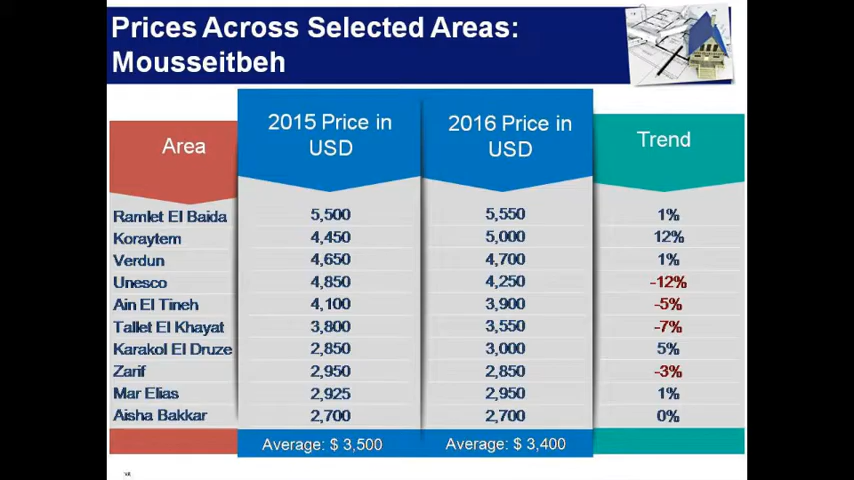 Prices Across Selected Areas:
Mousseitbeh
Area
2015 Price in
USD
2016 Price in
USD
Trend
Ramlet El Baida 5,500 5,550 1%
Koraytem 4,450 5,000 12%
Verdun 4,650 4,700 1%
Unesco 4,850 4,250 -12%
Ain El Tineh 4,100 3,900 -5%
Tallet El Khayat 3,800 3,550 -7%
Karakol El Druze 2,850 3,000 5%
Zarif 2,950 2,850 -3%
Mar Elias 2,925 2,950 1%
Aisha Bakkar 2,700 2,700 0%
Average: $ 3,500 Average: $ 3,400